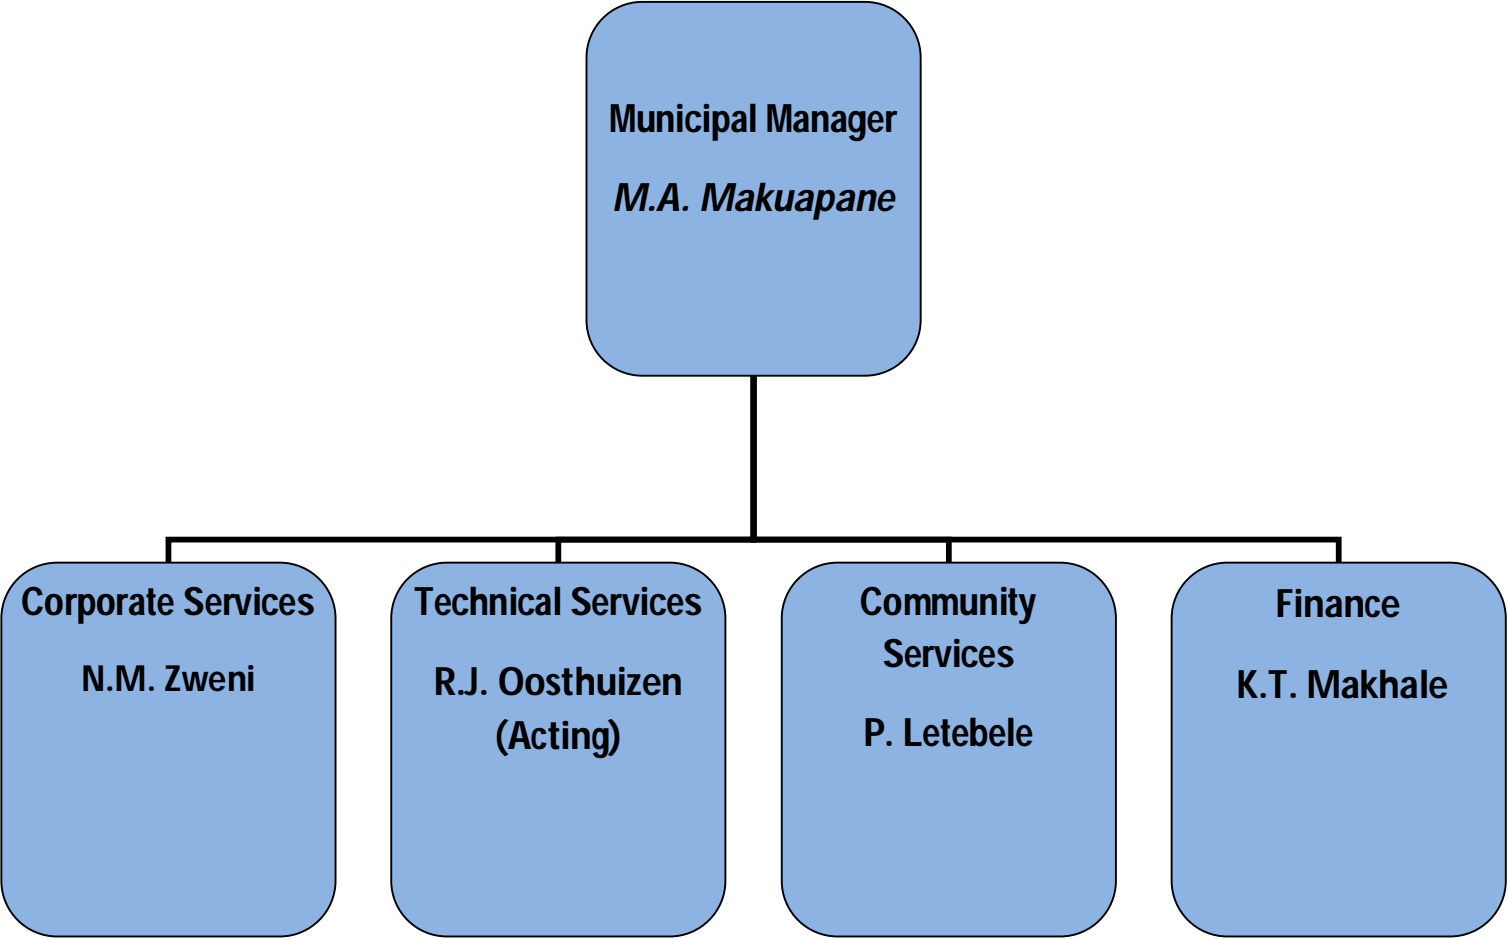 Municipal Manager
M.A. Makuapane
Corporate Services
N.M. Zweni
Technical Services
R.J. Oosthuizen
(Acting)
Community
Services
P. Letebele
Finance
K.T. Makhale